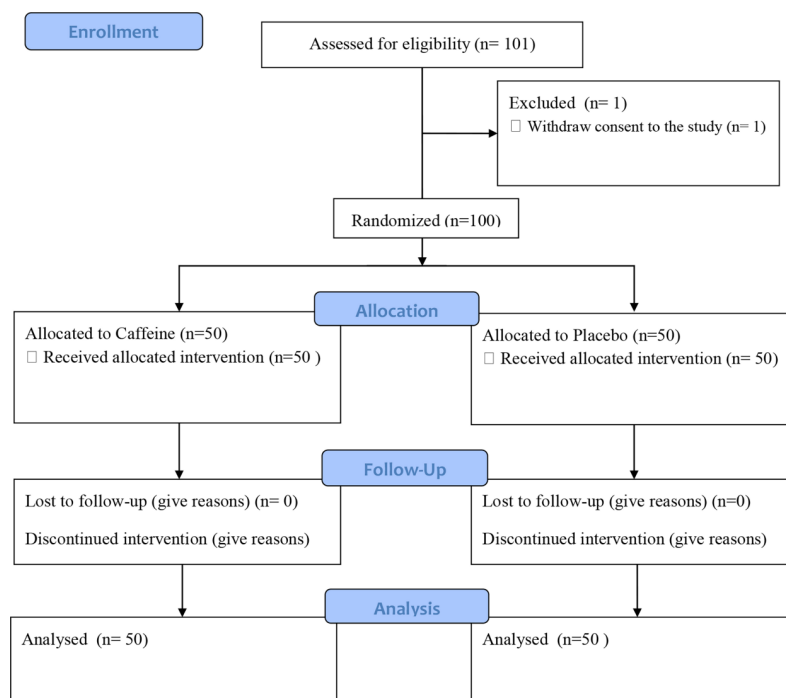 Enrollment
Assessed for eligibility (n= 101)
Excluded (n= 1)
□ Withdraw consent to the study (n= 1)
Randomized (n=100)
Allocation
Allocated to Caffeine (n=50)
□ Received allocated intervention (n=50 )
Allocated to Placebo (n=50)
□ Received allocated intervention (n= 50)
Follow-Up
Lost to follow-up (give reasons) (n= 0)
Discontinued intervention (give reasons)
Lost to follow-up (give reasons) (n=0)
Discontinued intervention (give reasons)
Analysis
Analysed (n= 50)
Analysed (n=50 )